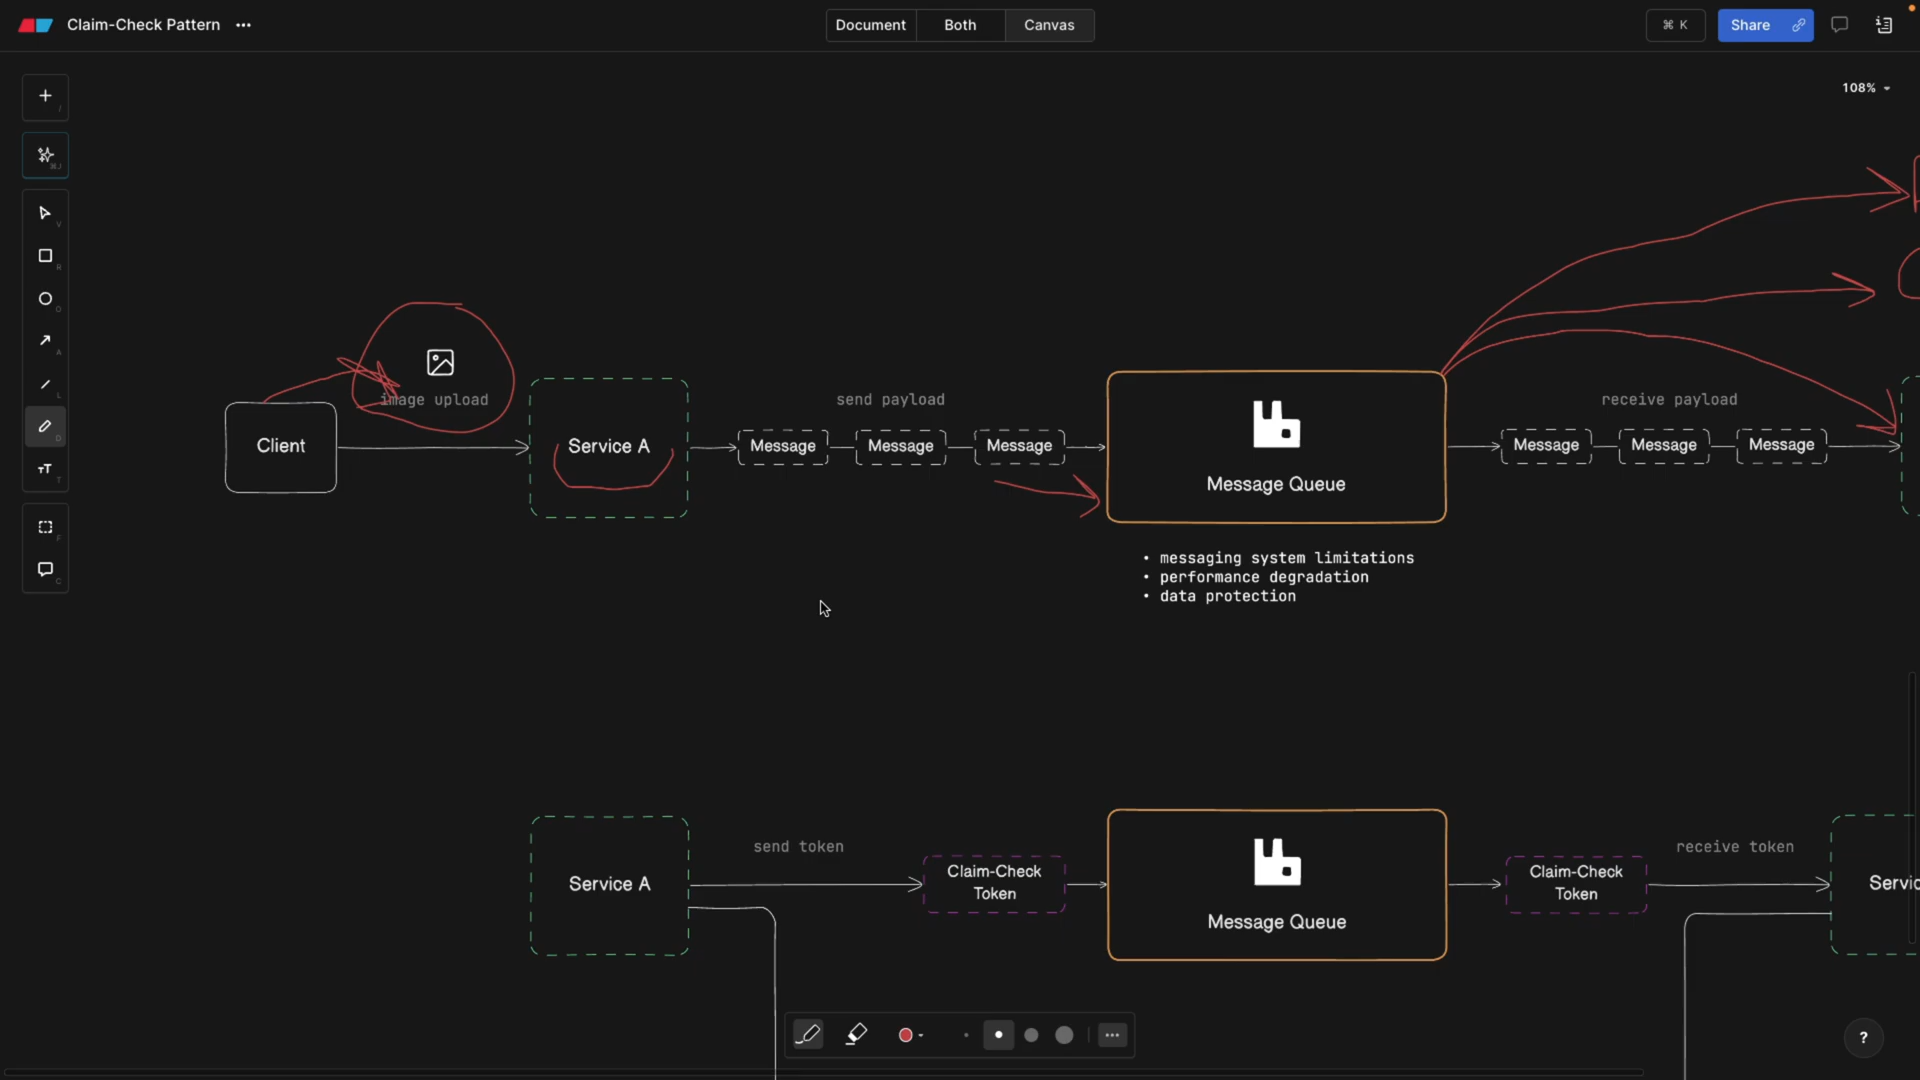 Claim-Check Pattern
Document
Both
Canvas
⌘ K
Share
108%
image upload
send payload
receive payload
Client
Service A
Message
Message
Message
Message Queue
Message
Message
Message
• messaging system limitations
• performance degradation
• data protection
Service A
send token
Claim-Check
Token
Message Queue
Claim-Check
Token
receive token
Servic
/
⌘J
V
R
O
A
L
D
T
F
C
?